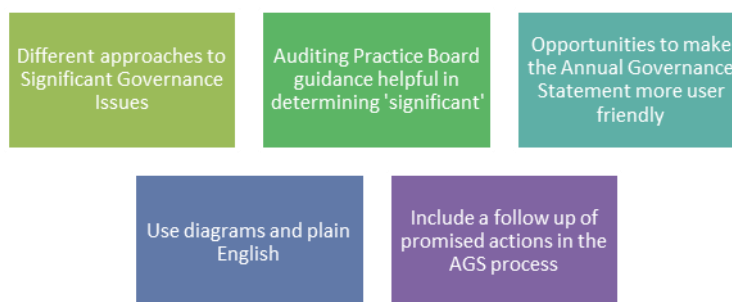 Different approaches to
Significant Governance
Issues
Auditing Practice Board
guidance helpful in
determining 'significant'
Opportunities to make
the Annual Governance
Statement more user
friendly
Use diagrams and plain
English
Include a follow up of
promised actions in the
AGS process